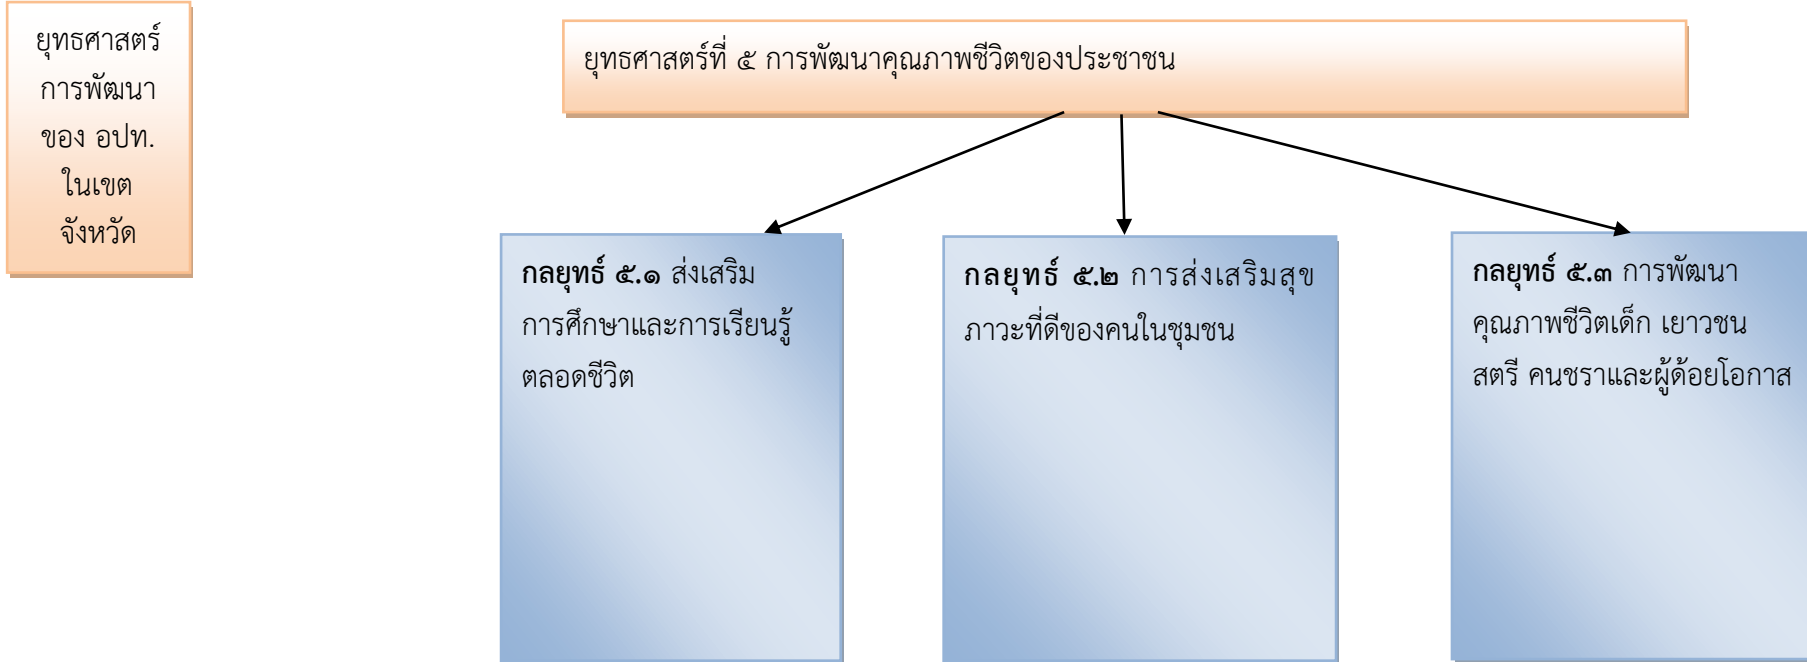 ยุทธศาสตร์
การพัฒนา
ของ อปท.
ในเขต
จังหวัด
ยุทธศาสตร์ที่ ๕ การพัฒนาคุณภาพชีวิตของประชาชน
กลยุทธ์ ๕.๑ ส่งเสริม
การศึกษาและการเรียนรู้
ตลอดชีวิต
กลยุทธ์ ๕.๒ การส่งเสริมสุข
ภาวะที่ดีของคนในชุมชน
กลยุทธ์ ๕.๓ การพัฒนา
คุณภาพชีวิตเด็ก เยาวชน
สตรี คนชราและผู้ด้อยโอกาส